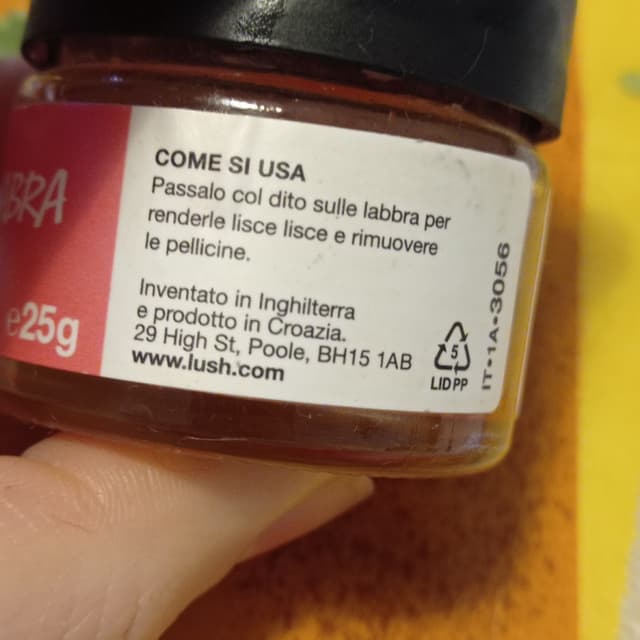 e25g
COME SI USA
Passalo col dito sulle labbra per
renderle lisce lisce e rimuovere
le pellicine.
Inventato in Inghilterra
e prodotto in Croazia.
29 High St, Poole, BH15 1AB
www.lush.com
5
LID PP
IT•1A•3056